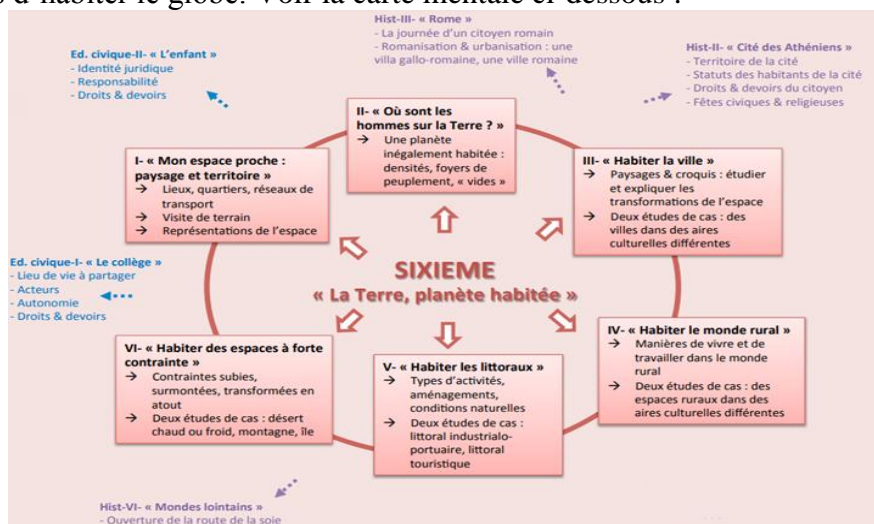 s d'habiter le globe. Voir la carte mentale ci-dessous :
Hist-III- « Rome »
- La journée d'un citoyen romain
- Romanisation & urbanisation : une
villa gallo-romaine, une ville romaine
Hist-II- « Cité des Athéniens »
- Territoire de la cité
- Statuts des habitants de la cité
- Droits & devoirs du citoyen
- Fêtes civiques & religieuses
Ed. civique-II- « L'enfant »
- Identité juridique
- Responsabilité
- Droits & devoirs
II- « Où sont les
hommes sur la Terre ? »
→ Une planète
inégalement habitée :
densités, foyers de
peuplement, « vides »
I- « Mon espace proche :
paysage et territoire »
→ Lieux, quartiers, réseaux de
transport
→ Visite de terrain
→ Représentations de l'espace
III- « Habiter la ville »
→ Paysages & croquis : étudier
et expliquer les
transformations de l'espace
→ Deux études de cas : des
villes dans des aires
culturelles différentes
Ed. civique-I- « Le collège »
- Lieu de vie à partager
- Acteurs
- Autonomie
- Droits & devoirs
SIXIEME
« La Terre, planète habitée »
VI- « Habiter des espaces à forte
contrainte »
→ Contraintes subies,
surmontées, transformées en
atout
→ Deux études de cas : désert
chaud ou froid, montagne, île
V- « Habiter les littoraux »
→ Types d'activités,
aménagements,
conditions naturelles
→ Deux études de cas :
littoral industrialo-
portuaire, littoral
touristique
IV- « Habiter le monde rural »
→ Manières de vivre et de
travailler dans le monde
rural
→ Deux études de cas : des
espaces ruraux dans des
aires culturelles différentes
Hist-VI- « Mondes lointains »
- Ouverture de la route de la soie